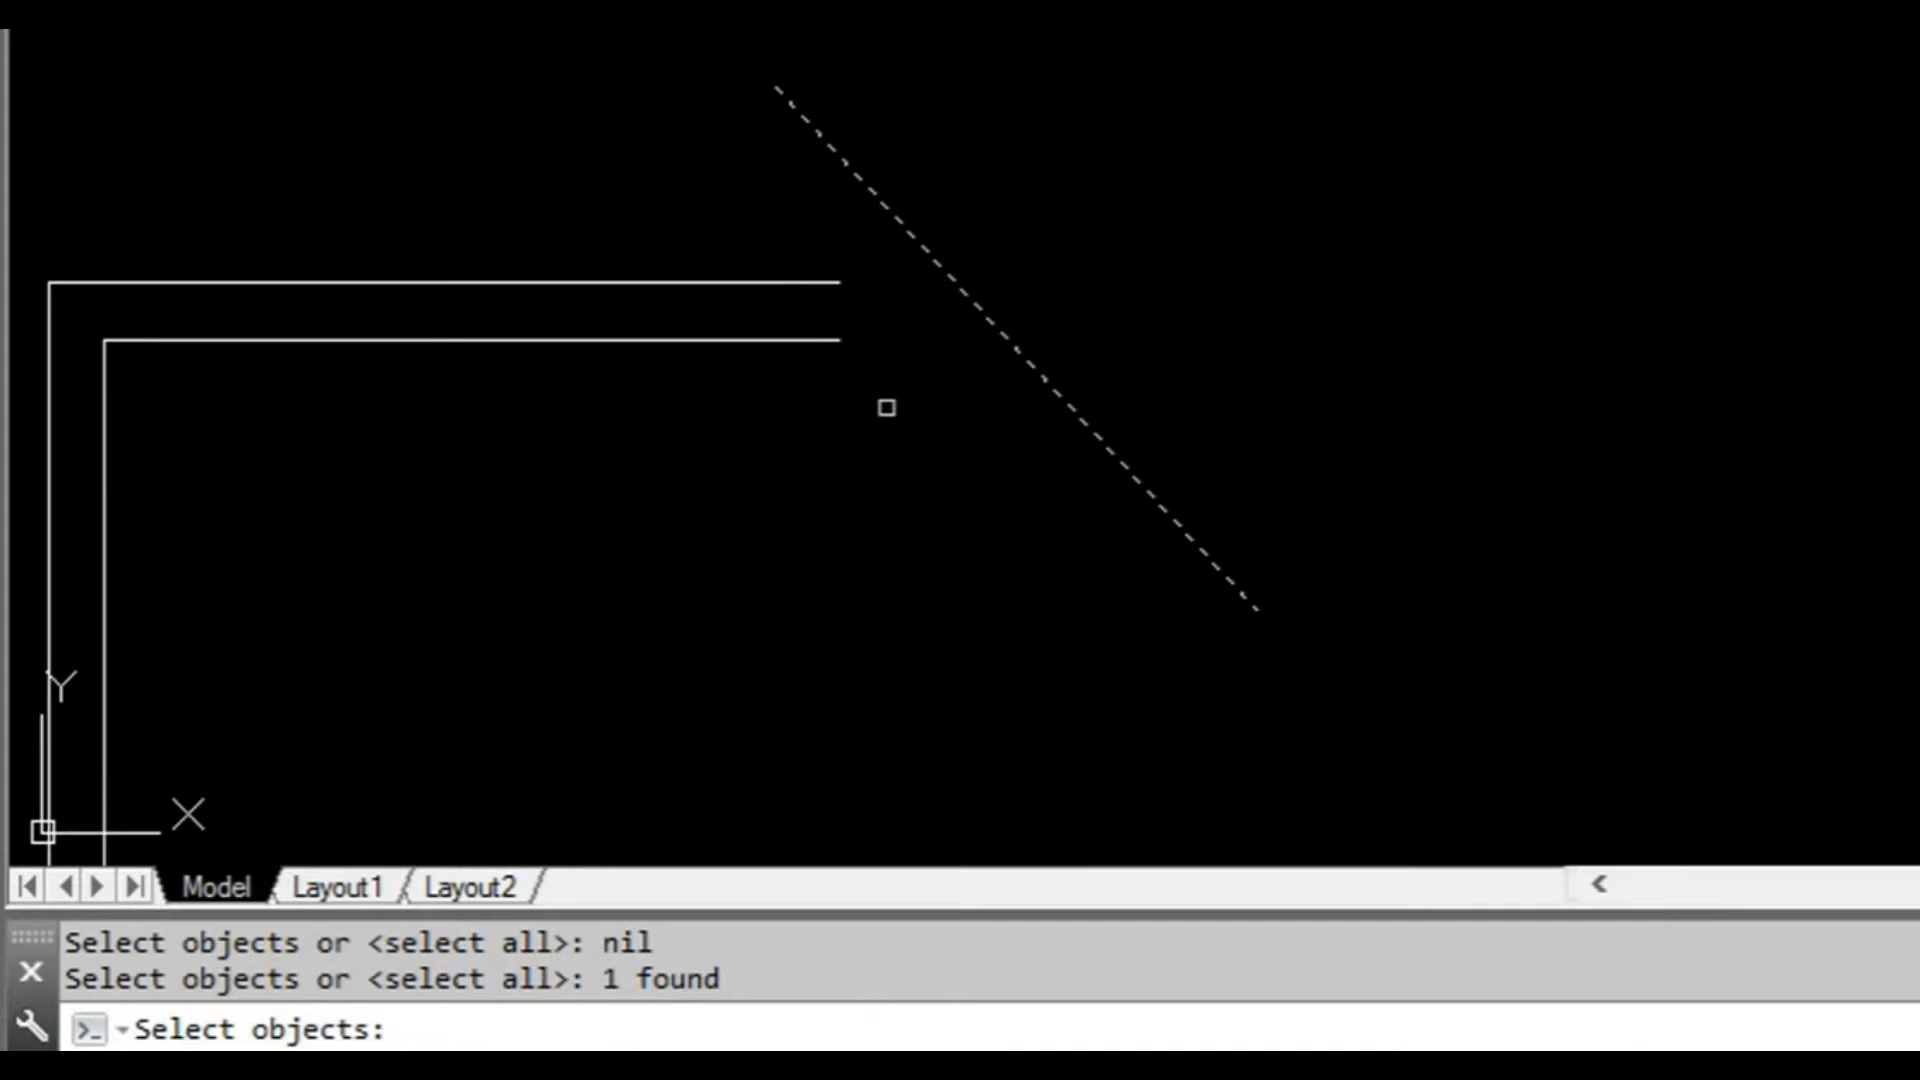 Y
X
Model Layout1 Layout2
Select objects or <select all>: nil
Select objects or <select all>: 1 found
Select objects: